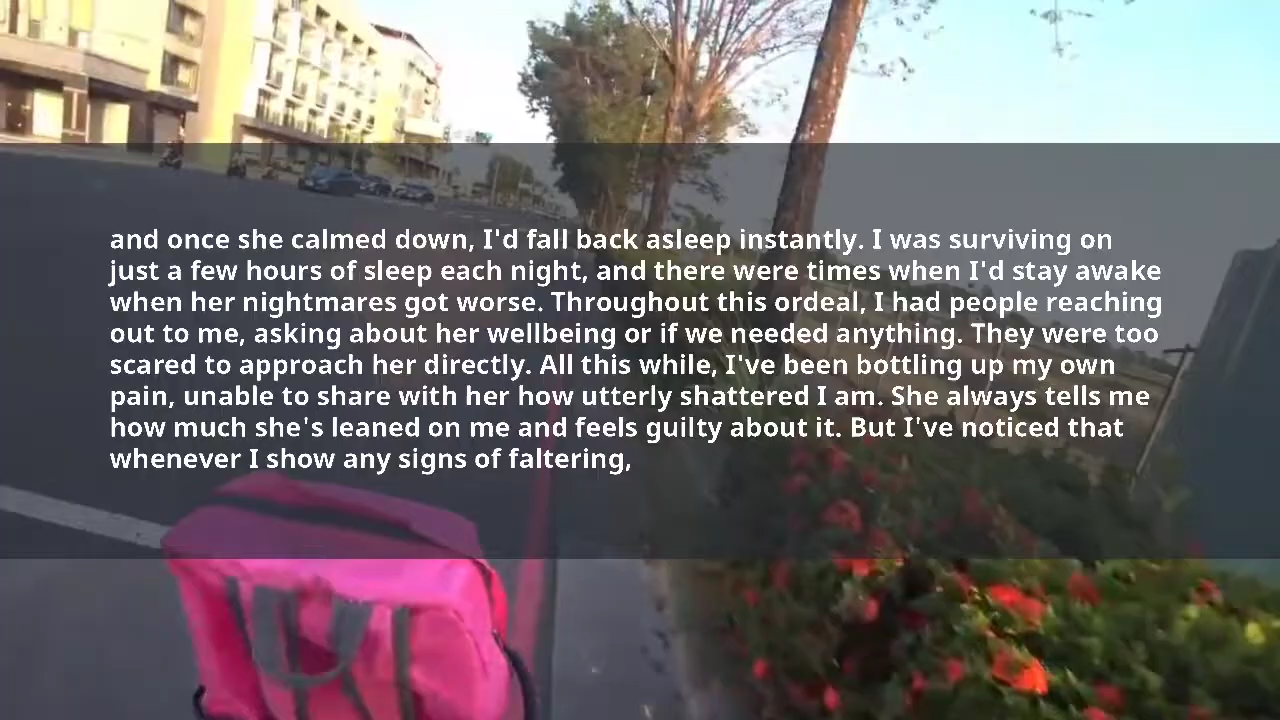 and once she calmed down, I'd fall back asleep instantly. I was surviving on
just a few hours of sleep each night, and there were times when I'd stay awake
when her nightmares got worse. Throughout this ordeal, I had people reaching
out to me, asking about her wellbeing or if we needed anything. They were too
scared to approach her directly. All this while, I've been bottling up my own
pain, unable to share with her how utterly shattered I am. She always tells me
how much she's leaned on me and feels guilty about it. But I've noticed that
whenever I show any signs of faltering,